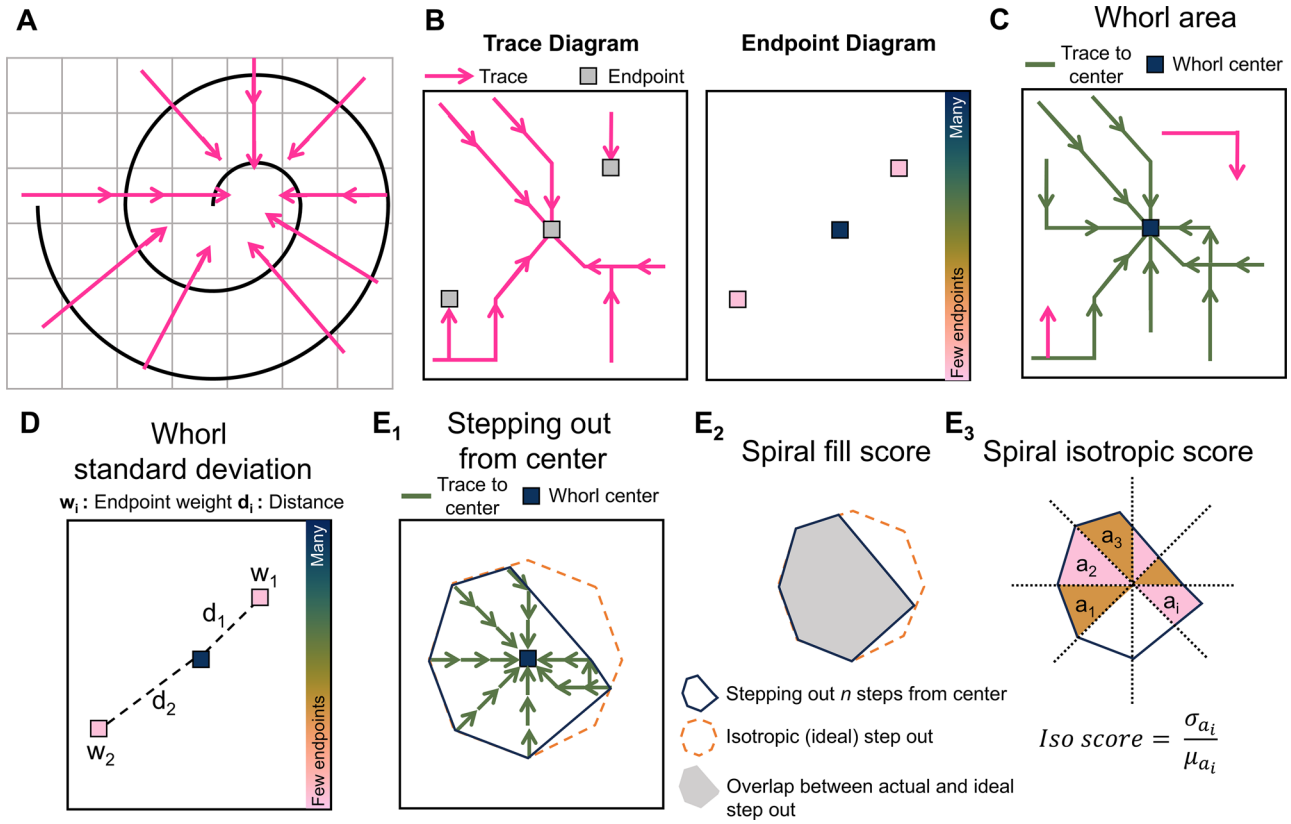 A
B
Trace Diagram
Endpoint Diagram
Trace
Endpoint
Many
Few endpoints
C
Whorl area
Trace to
center
Whorl center
D
Whorl
standard deviation
wᵢ : Endpoint weight dᵢ : Distance
Many
Few endpoints
w₁
d₁
d₂
w₂
E₁
Stepping out
from center
Trace to
center
Whorl center
E₂
Spiral fill score
Stepping out n steps from center
Isotropic (ideal) step out
Overlap between actual and ideal
step out
E₃
Spiral isotropic score
a₃
a₂
a₁
aᵢ
Iso score = σₐᵢ / μₐᵢ